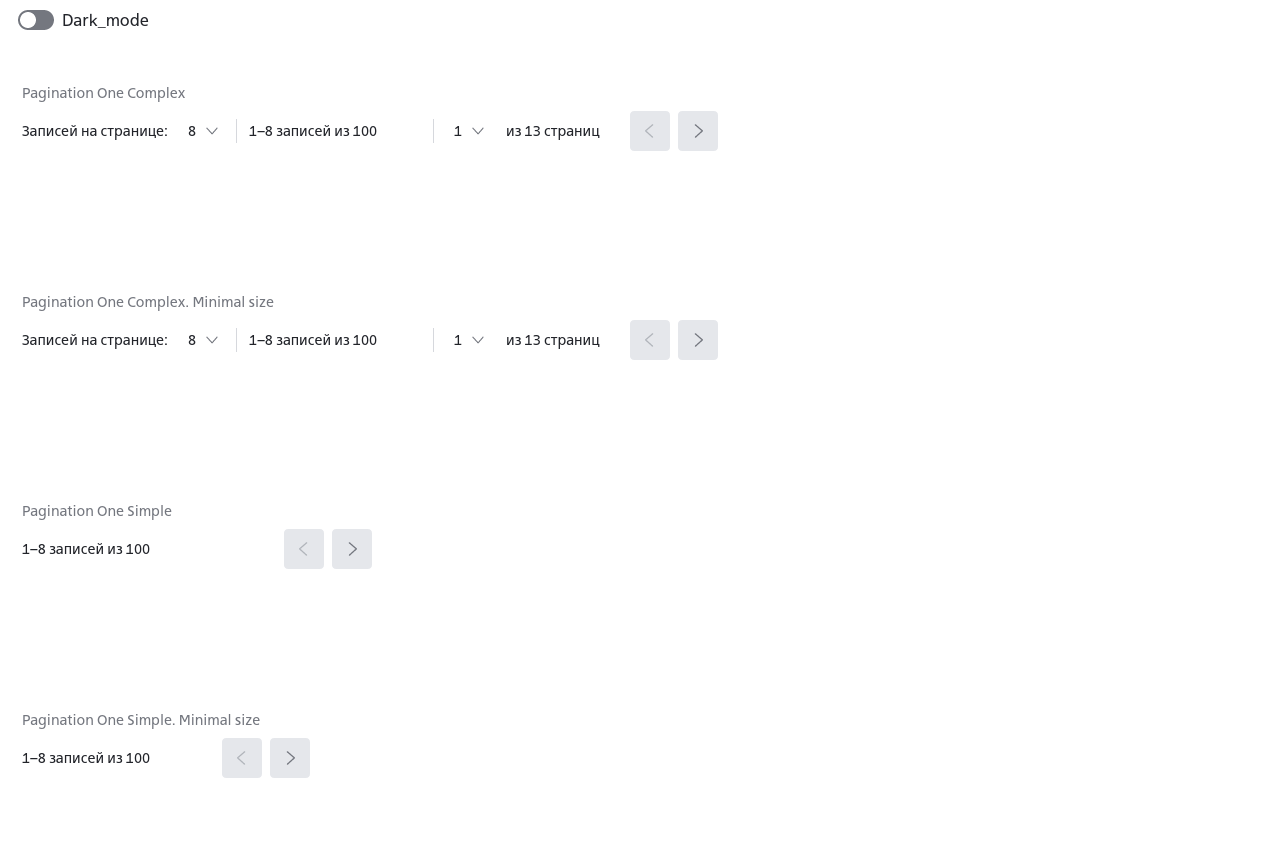 Dark_mode
Pagination One Complex
Записей на странице: 8 1–8 записей из 100 1 из 13 страниц
Pagination One Complex. Minimal size
Записей на странице: 8 1–8 записей из 100 1 из 13 страниц
Pagination One Simple
1–8 записей из 100
Pagination One Simple. Minimal size
1–8 записей из 100